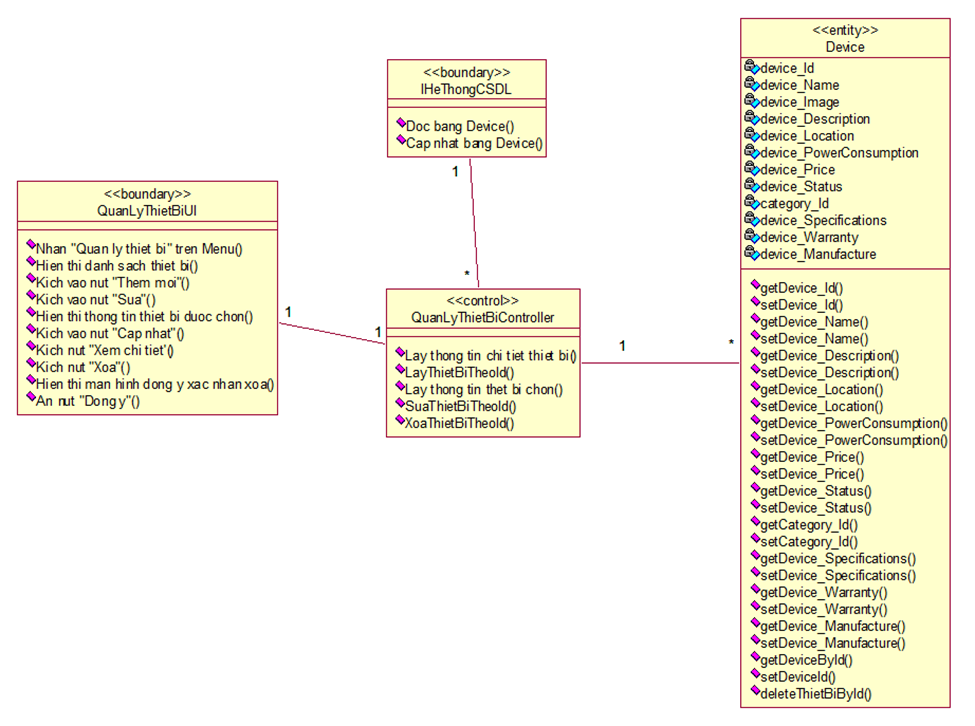 <<boundary>>
QuanLyThietBiUI
Nhan "Quan ly thiet bi" tren Menu()
Hien thi danh sach thiet bi()
Kich vao nut "Them moi"()
Kich vao nut "Sua"()
Hien thi thong tin thiet bi duoc chon()
Kich vao nut "Cap nhat"()
Kich nut "Xem chi tiet'()
Kich nut "Xoa"()
Hien thi man hinh dong y xac nhan xoa()
An nut "Dong y"()
1
1
<<boundary>>
IHeThongCSDL
Doc bang Device()
Cap nhat bang Device()
1
*
<<control>>
QuanLyThietBiController
Lay thong tin chi tiet thiet bi()
LayThietBiTheoId()
Lay thong tin thet bi chon()
SuaThietBiTheoId()
XoaThietBiTheoId()
1
*
<<entity>>
Device
device_Id
device_Name
device_Image
device_Description
device_Location
device_PowerConsumption
device_Price
device_Status
category_Id
device_Specifications
device_Warranty
device_Manufacture
getDevice_Id()
setDevice_Id()
getDevice_Name()
setDevice_Name()
getDevice_Description()
setDevice_Description()
getDevice_Location()
setDevice_Location()
getDevice_PowerConsumption()
setDevice_PowerConsumption()
getDevice_Price()
setDevice_Price()
getDevice_Status()
setDevice_Status()
getCategory_Id()
setCategory_Id()
getDevice_Specifications()
setDevice_Specifications()
getDevice_Warranty()
setDevice_Warranty()
getDevice_Manufacture()
setDevice_Manufacture()
getDeviceById()
setDeviceId()
deleteThietBiById()